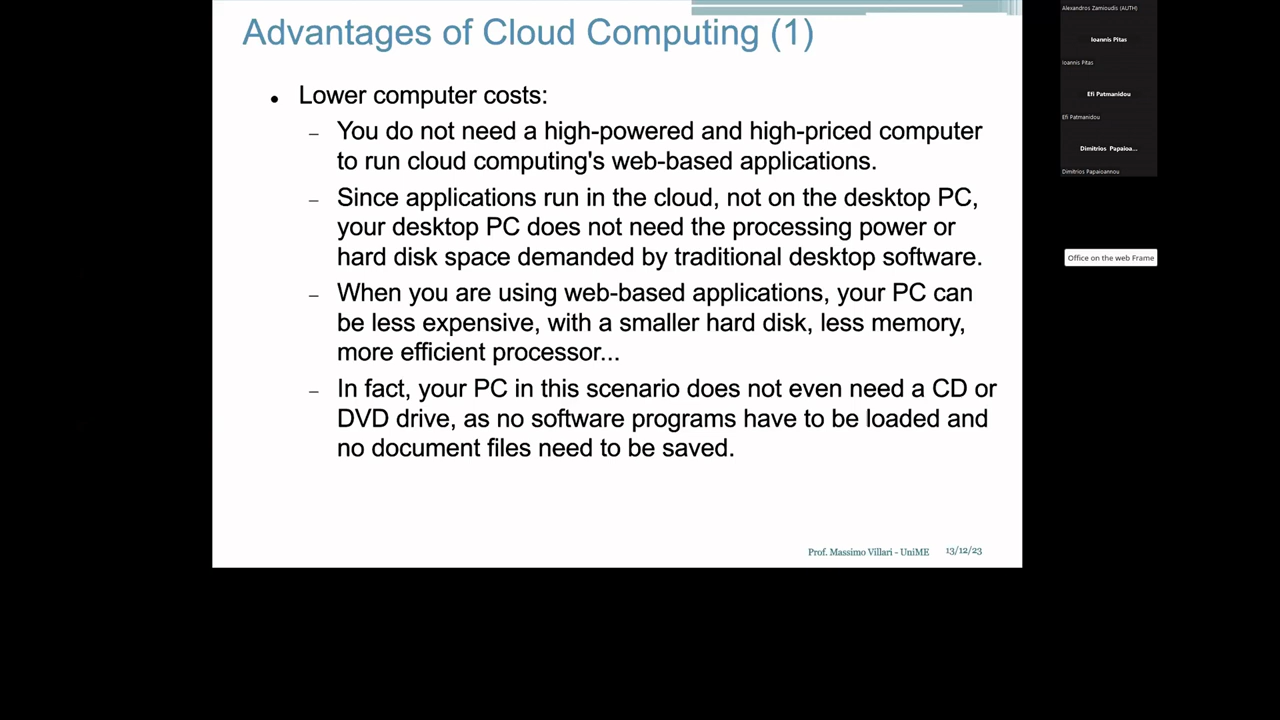 Advantages of Cloud Computing (1)
• Lower computer costs:
– You do not need a high-powered and high-priced computer
to run cloud computing's web-based applications.
– Since applications run in the cloud, not on the desktop PC,
your desktop PC does not need the processing power or
hard disk space demanded by traditional desktop software.
– When you are using web-based applications, your PC can
be less expensive, with a smaller hard disk, less memory,
more efficient processor...
– In fact, your PC in this scenario does not even need a CD or
DVD drive, as no software programs have to be loaded and
no document files need to be saved.
Prof. Massimo Villari - UniME 13/12/23
Alexandros Zamioudis (AUTH)
Ioannis Pitas
Ioannis Pitas
Efi Patmanidou
Efi Patmanidou
Dimitrios Papaioa...
Dimitrios Papaioannou
Office on the web Frame